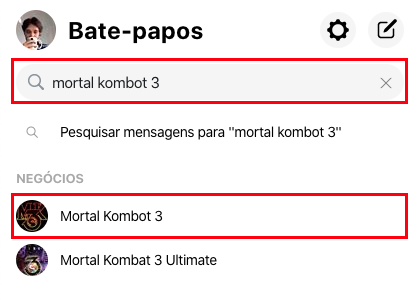 Bate-papos
mortal kombot 3
Pesquisar mensagens para "mortal kombot 3"
NEGÓCIOS
Mortal Kombot 3
Mortal Kombat 3 Ultimate